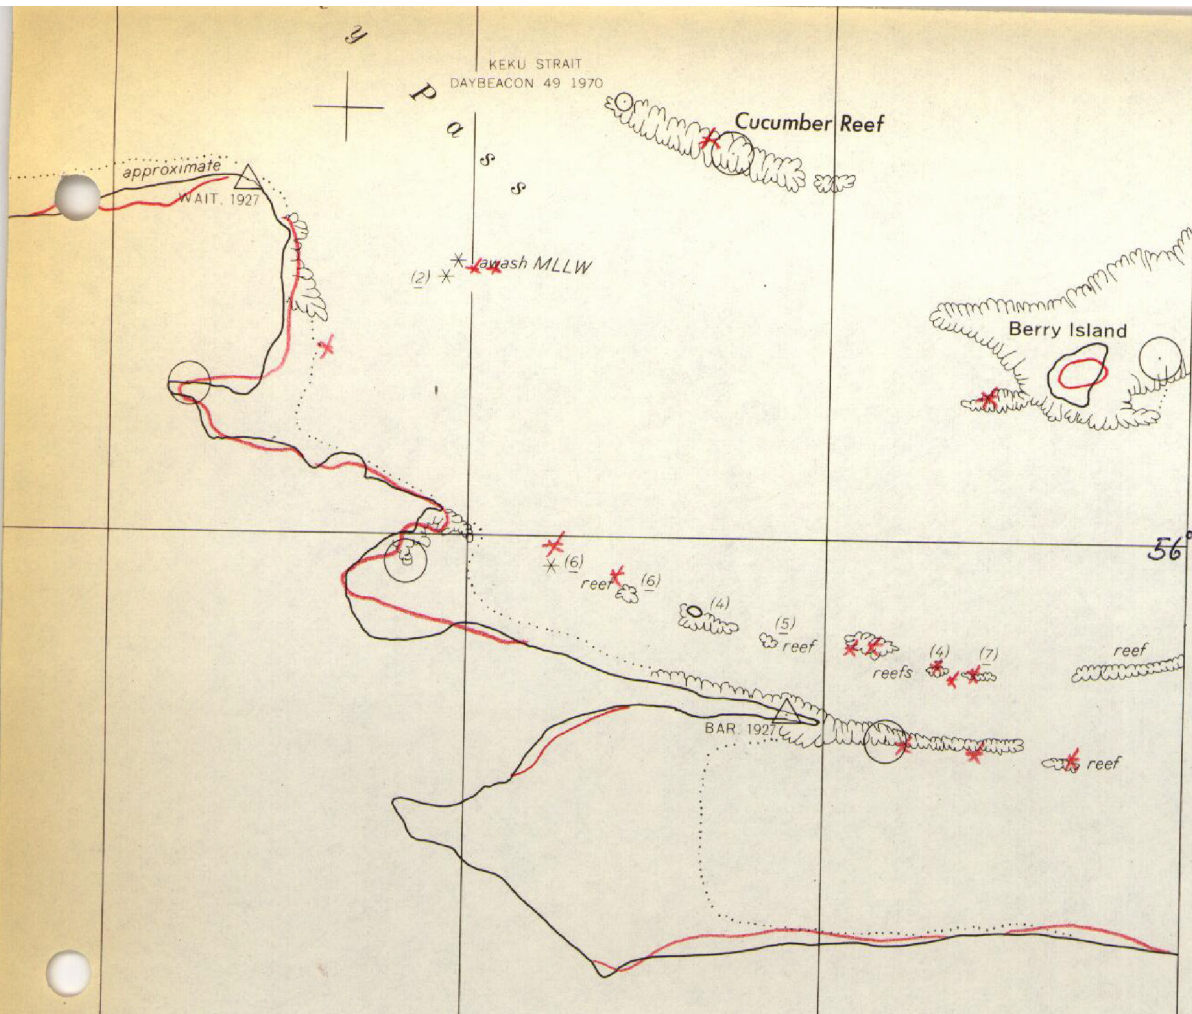 y
Pass
KEKU STRAIT
DAYBEACON 49 1970
Cucumber Reef
approximate
WAIT, 1927
(2)
awash MLLW
Berry Island
56°
(6)
reef (6)
(4)
(5)
reef
reefs
(4)
(7)
reef
BAR, 1927
reef